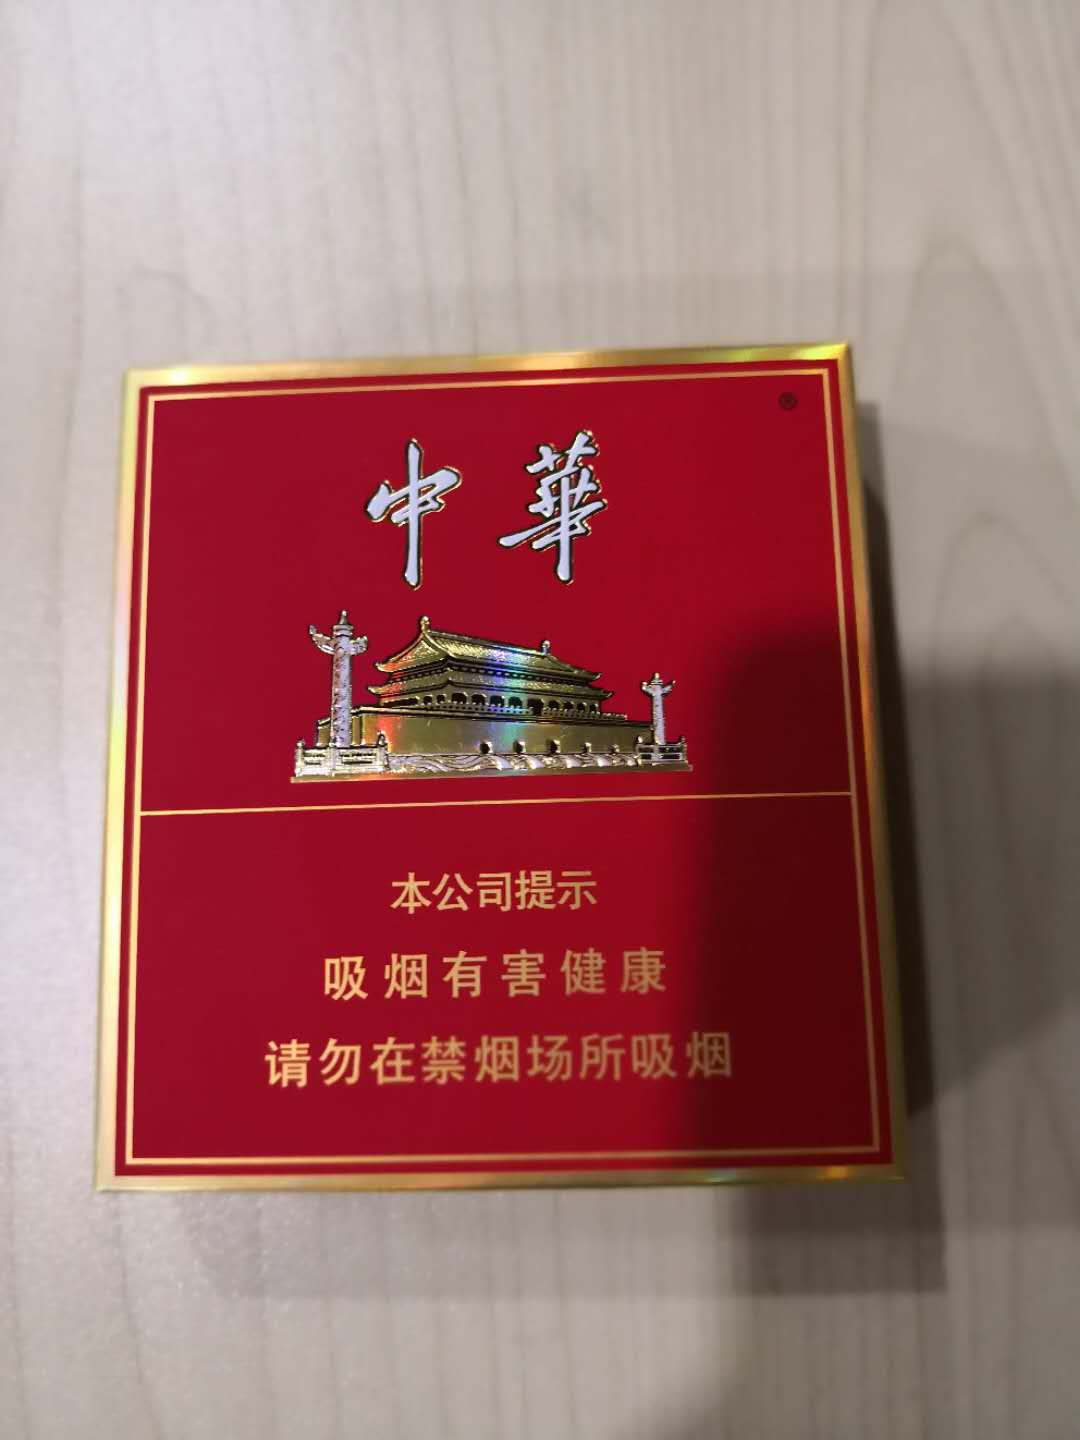 ®
中華
本公司提示
吸烟有害健康
请勿在禁烟场所吸烟